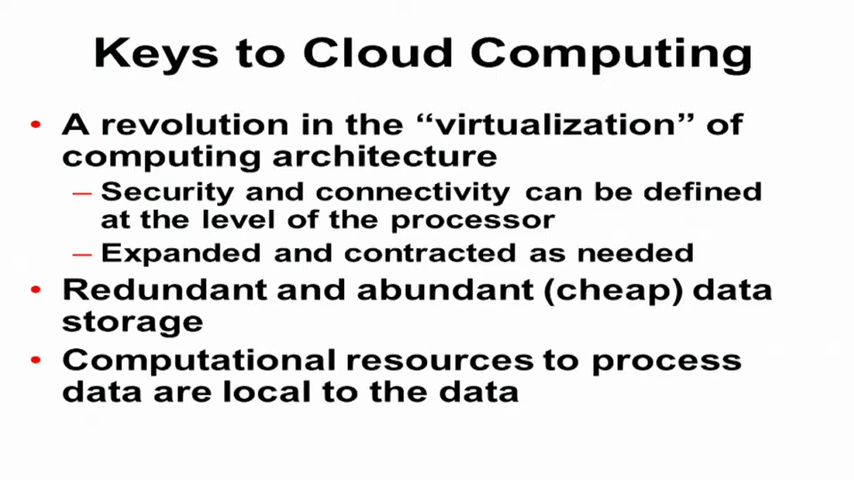 Keys to Cloud Computing
• A revolution in the “virtualization” of
computing architecture
– Security and connectivity can be defined
at the level of the processor
– Expanded and contracted as needed
• Redundant and abundant (cheap) data
storage
• Computational resources to process
data are local to the data